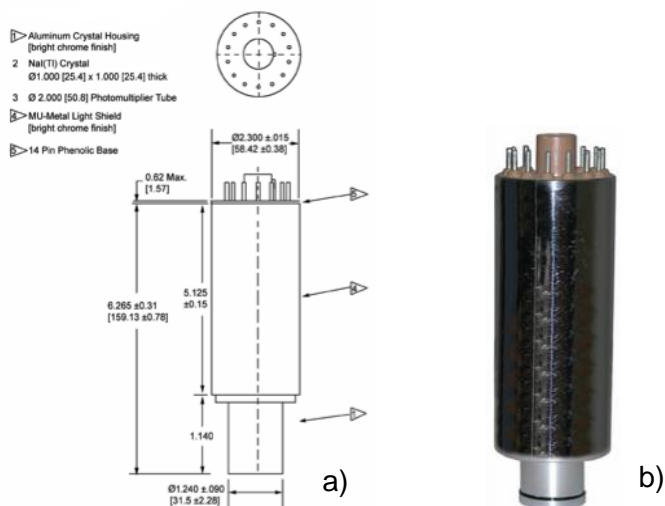 1 Aluminum Crystal Housing
[bright chrome finish]
2 NaI(Tl) Crystal
Ø1.000 [25.4] x 1.000 [25.4] thick
3 Ø 2.000 [50.8] Photomultiplier Tube
4 MU-Metal Light Shield
[bright chrome finish]
5 14 Pin Phenolic Base
Ø2.300 ±.015
[58.42 ±0.38]
0.62 Max.
[1.57]
5
5.125
±0.15
4
6.265 ±0.31
[159.13 ±0.78]
1
1.140
Ø1.240 ±.090
[31.5 ±2.28]
a)
b)